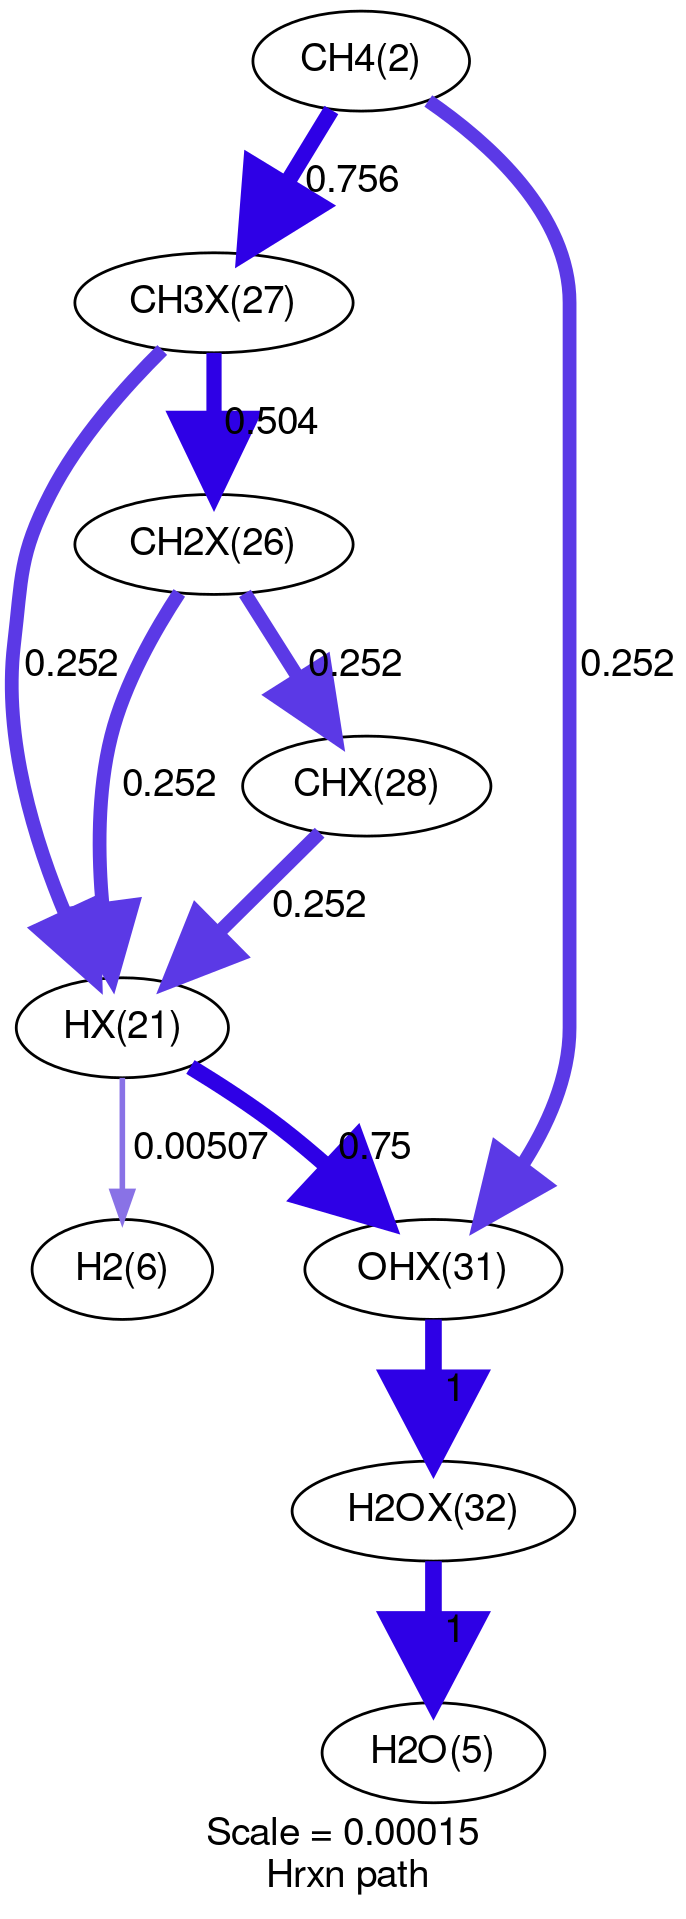 CH4(2)
0.756
CH3X(27)
0.504
CH2X(26)
0.252
0.252
0.252
0.252
CHX(28)
0.252
HX(21)
0.00507
0.75
H2(6)
OHX(31)
1
H2OX(32)
1
H2O(5)
Scale = 0.00015
Hrxn path